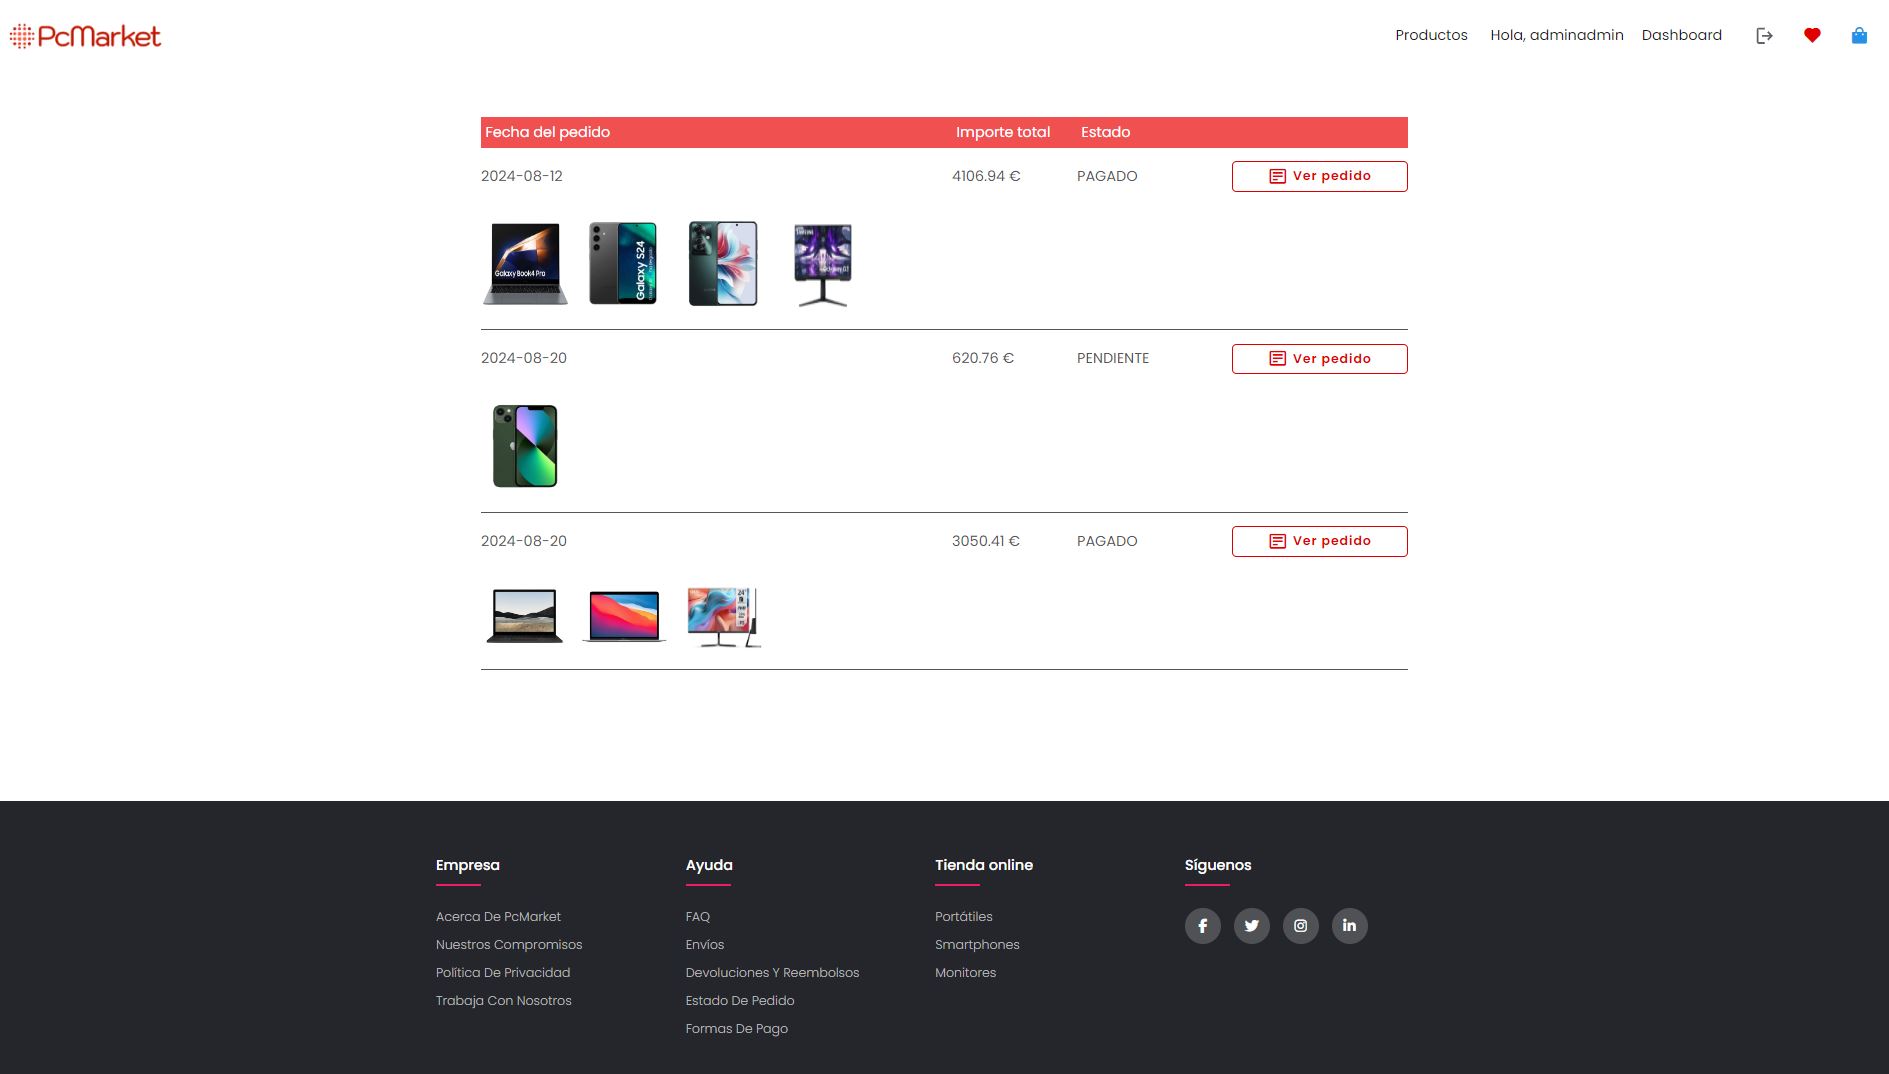 PcMarket
Productos Hola, adminadmin Dashboard
Fecha del pedido Importe total Estado
2024-08-12 4106.94 € PAGADO Ver pedido
Galaxy Book4 Pro
Galaxy S24
2024-08-20 620.76 € PENDIENTE Ver pedido
2024-08-20 3050.41 € PAGADO Ver pedido
24"
Empresa
Acerca De PcMarket
Nuestros Compromisos
Política De Privacidad
Trabaja Con Nosotros
Ayuda
FAQ
Envíos
Devoluciones Y Reembolsos
Estado De Pedido
Formas De Pago
Tienda online
Portátiles
Smartphones
Monitores
Síguenos